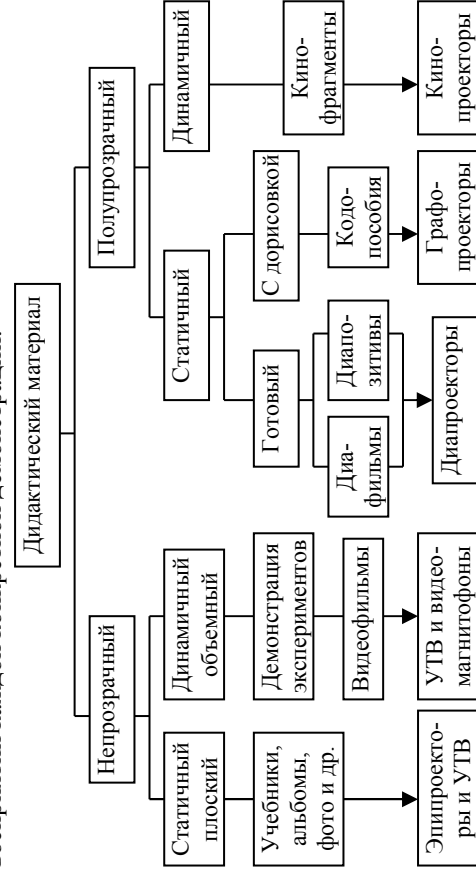 Дидактический материал
Непрозрачный
Полупрозрачный
Статичный
плоский
Динамичный
объемный
Статичный
Динамичный
Учебники,
альбомы,
фото и др.
Демонстрация
экспериментов
Видеофильмы
Готовый
С дорисовкой
Диа-
фильмы
Диапо-
зитивы
Кодо-
пособия
Кино-
фрагменты
Эпипроекто-
ры и УТВ
УТВ и видео-
магнитофоны
Диапроекторы
Графо-
проекторы
Кино-
проекторы